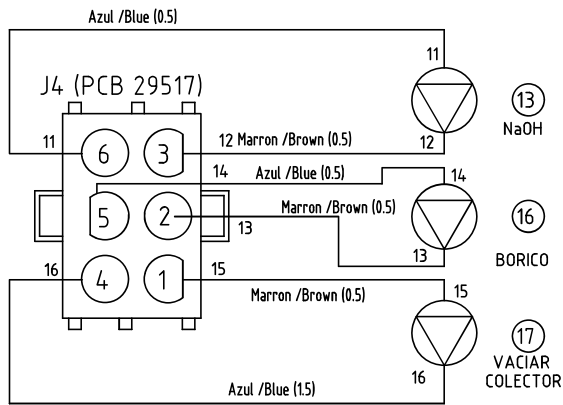 Azul /Blue (0.5)
11
J4 (PCB 29517)
13
NaOH
11
6
3
12 Marron /Brown (0.5)
12
14
Azul /Blue (0.5)
14
5
2
Marron /Brown (0.5)
13
16
13
BORICO
16
4
1
15
Marron /Brown (0.5)
15
17
VACIAR
COLECTOR
16
Azul /Blue (1.5)